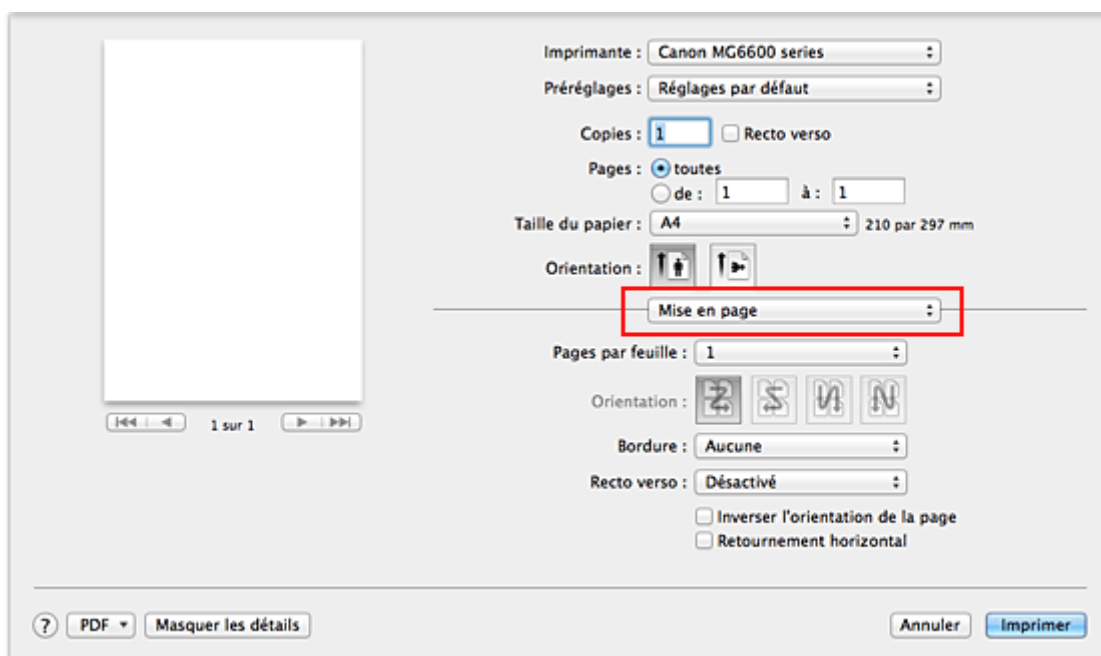 Imprimante : Canon MG6600 series
Préréglages : Réglages par défaut
Copies : 1 Recto verso
Pages : toutes
de : 1 à : 1
Taille du papier : A4 210 par 297 mm
Orientation :
Mise en page
Pages par feuille : 1
Orientation :
Bordure : Aucune
Recto verso : Désactivé
Inverser l'orientation de la page
Retournement horizontal
1 sur 1
? PDF Masquer les détails Annuler Imprimer